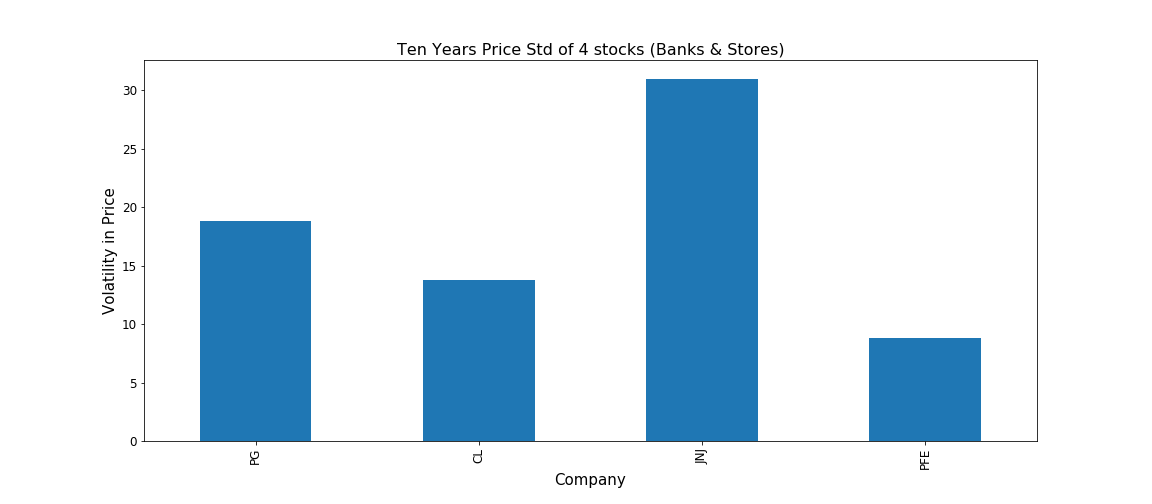 Ten Years Price Std of 4 stocks (Banks & Stores)
Volatility in Price
30
25
20
15
10
5
0
PG
CL
JNJ
PFE
Company